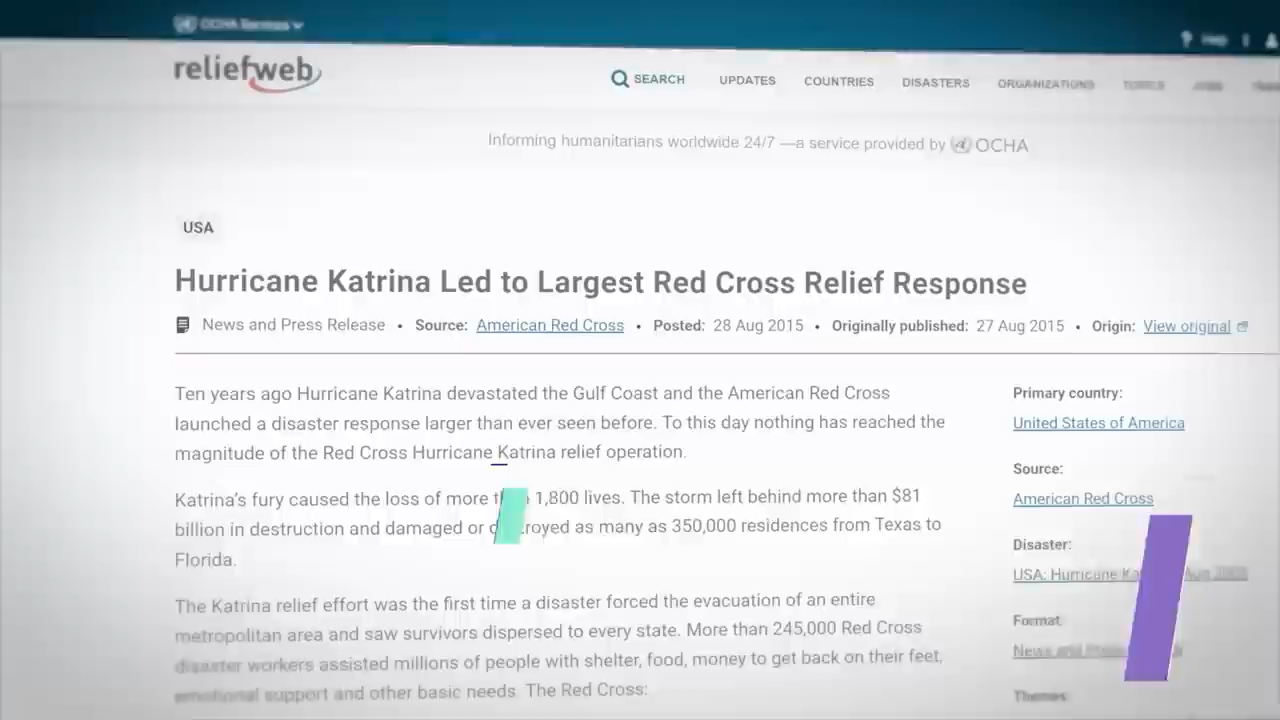 OCHA Services
Help
reliefweb
SEARCH UPDATES COUNTRIES DISASTERS ORGANIZATIONS TOPICS JOBS
Informing humanitarians worldwide 24/7 —a service provided by OCHA
USA
Hurricane Katrina Led to Largest Red Cross Relief Response
News and Press Release • Source: American Red Cross • Posted: 28 Aug 2015 • Originally published: 27 Aug 2015 • Origin: View original
Ten years ago Hurricane Katrina devastated the Gulf Coast and the American Red Cross
launched a disaster response larger than ever seen before. To this day nothing has reached the
magnitude of the Red Cross Hurricane Katrina relief operation.
Katrina's fury caused the loss of more 1,800 lives. The storm left behind more than $81
billion in destruction and damaged or as many as 350,000 residences from Texas to
Florida.
The Katrina relief effort was the first time a disaster forced the evacuation of an entire
metropolitan area and saw survivors dispersed to every state. More than 245,000 Red Cross
disaster workers assisted millions of people with shelter, food, money to get back on their feet,
emotional support and other basic needs. The Red Cross:
Primary country:
United States of America
Source:
American Red Cross
Disaster:
USA: Hurricane Aug 2005
Format
News and
Themes